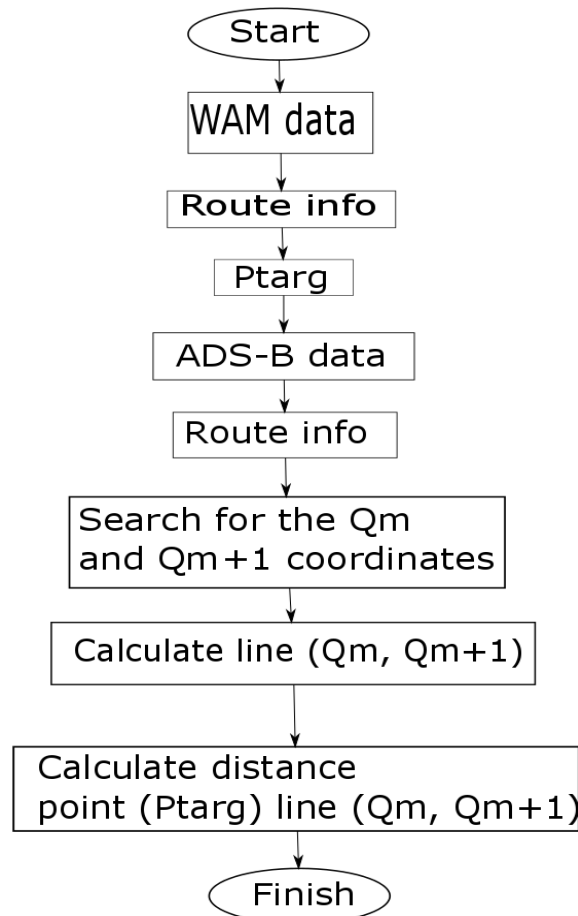 Start
WAM data
Route info
Ptarg
ADS-B data
Route info
Search for the Qm
and Qm+1 coordinates
Calculate line (Qm, Qm+1)
Calculate distance
point (Ptarg) line (Qm, Qm+1)
Finish